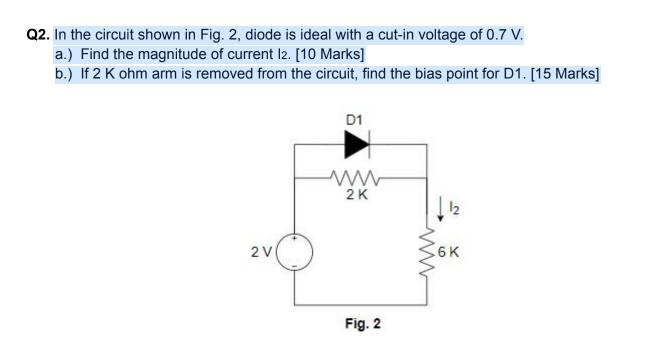 Q2. In the circuit shown in Fig. 2, diode is ideal with a cut-in voltage of 0.7 V.
a.) Find the magnitude of current I2. [10 Marks]
b.) If 2 K ohm arm is removed from the circuit, find the bias point for D1. [15 Marks]
D1
2 K
I2
2 V
+
-
6 K
Fig. 2